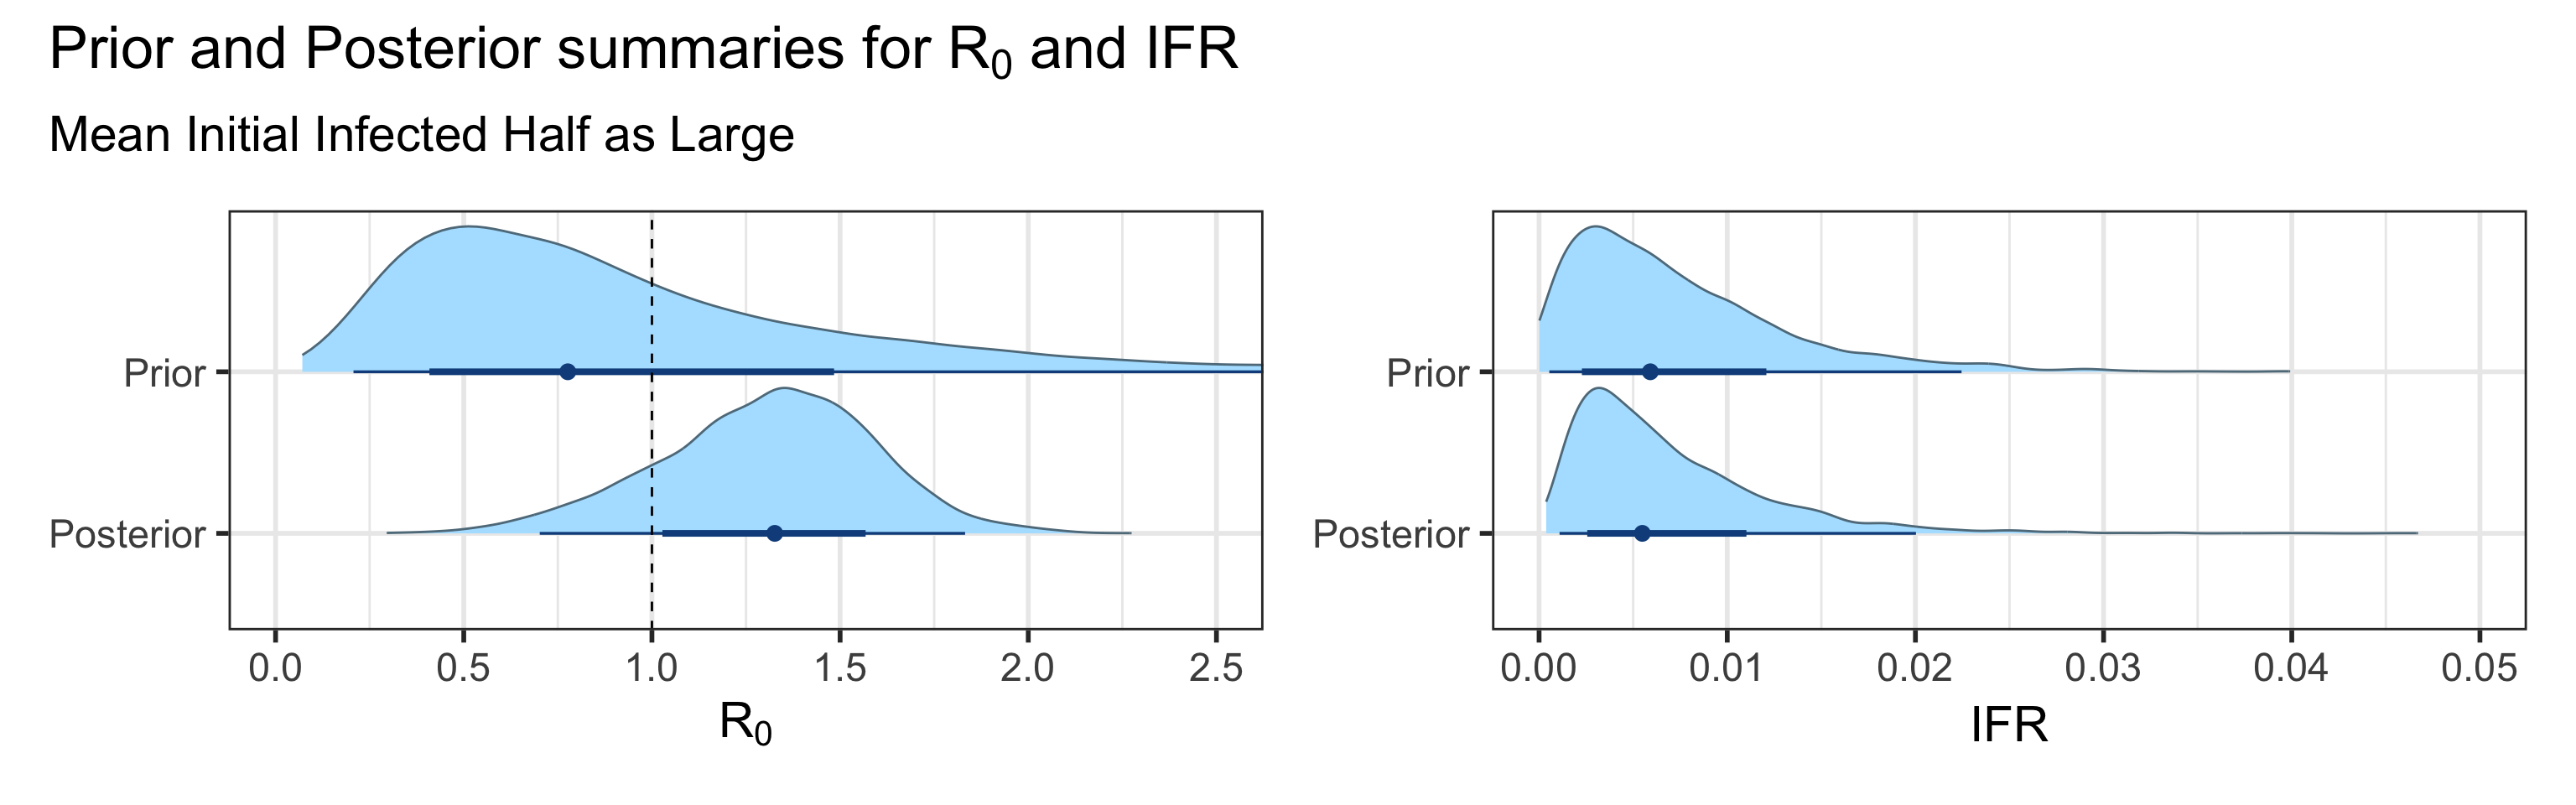 Prior and Posterior summaries for R₀ and IFR
Mean Initial Infected Half as Large
Prior
Posterior
0.0 0.5 1.0 1.5 2.0 2.5
R₀
Prior
Posterior
0.00 0.01 0.02 0.03 0.04 0.05
IFR